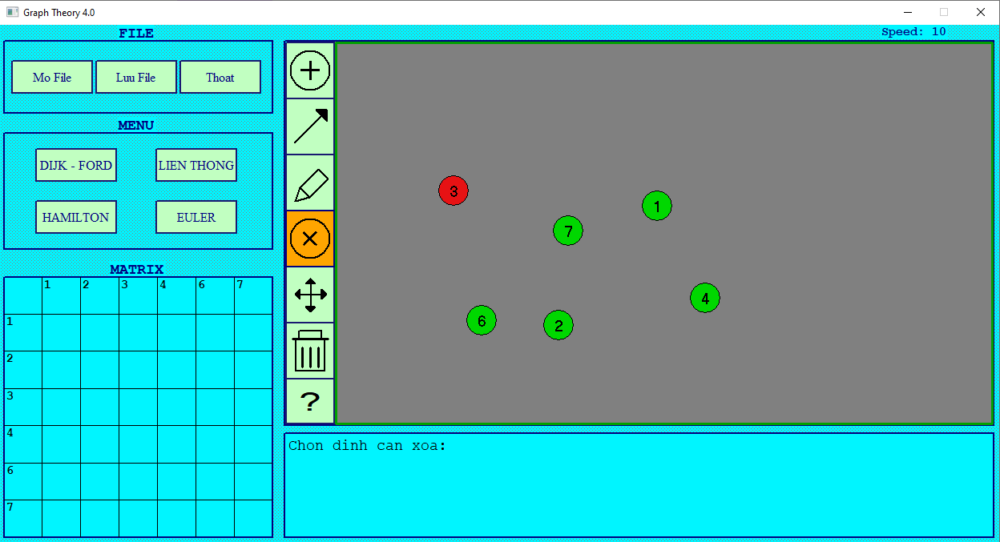 Graph Theory 4.0
FILE
Speed: 10
Mo File Luu File Thoat
MENU
DIJK - FORD LIEN THONG
HAMILTON EULER
MATRIX
1 2 3 4 6 7
1
2
3
4
6
7
?
3
1
7
4
6
2
Chon dinh can xoa: